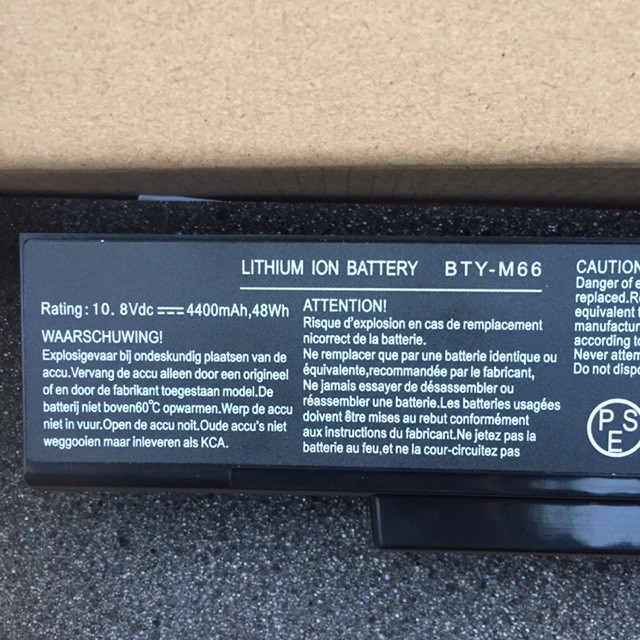 LITHIUM ION BATTERY BTY-M66
Rating: 10. 8Vdc 4400mAh,48Wh
WAARSCHUWING!
Explosigevaar bij ondeskundig plaatsen van de
accu.Vervang de accu alleen door een origineel
of en door de fabrikant toegestaan model.De
batterij niet boven60℃ opwarmen.Werp de accu
niet in vuur.Open de accu noit.Oude accu's niet
weggooien maar inleveren als KCA.
ATTENTION!
Risque d'explosion en cas de remplacement
nicorrect de la batterie.
Ne remplacer que par une batterie identique ou
équivalente,recommandée par le fabricant,
Ne jamais essayer de désassembler ou
réassembler une batterie.Les batteries usagées
doivent être mises au rebut conformément
aux instructions du fabricant.Ne jetez pas la
batterie au feu,et ne la cour-circuitez pas
CAUTION
Danger of e
replaced.R
equivalent t
manufactur
according to
Never attem
Do not dispo
PSE